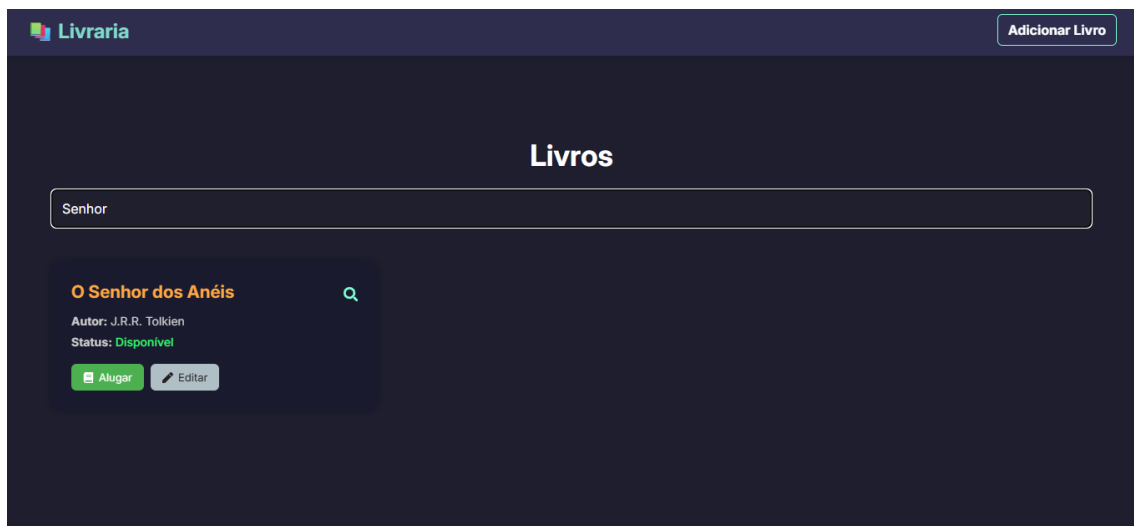 Livraria
Adicionar Livro
Livros
Senhor
O Senhor dos Anéis
Autor: J.R.R. Tolkien
Status: Disponível
Alugar
Editar